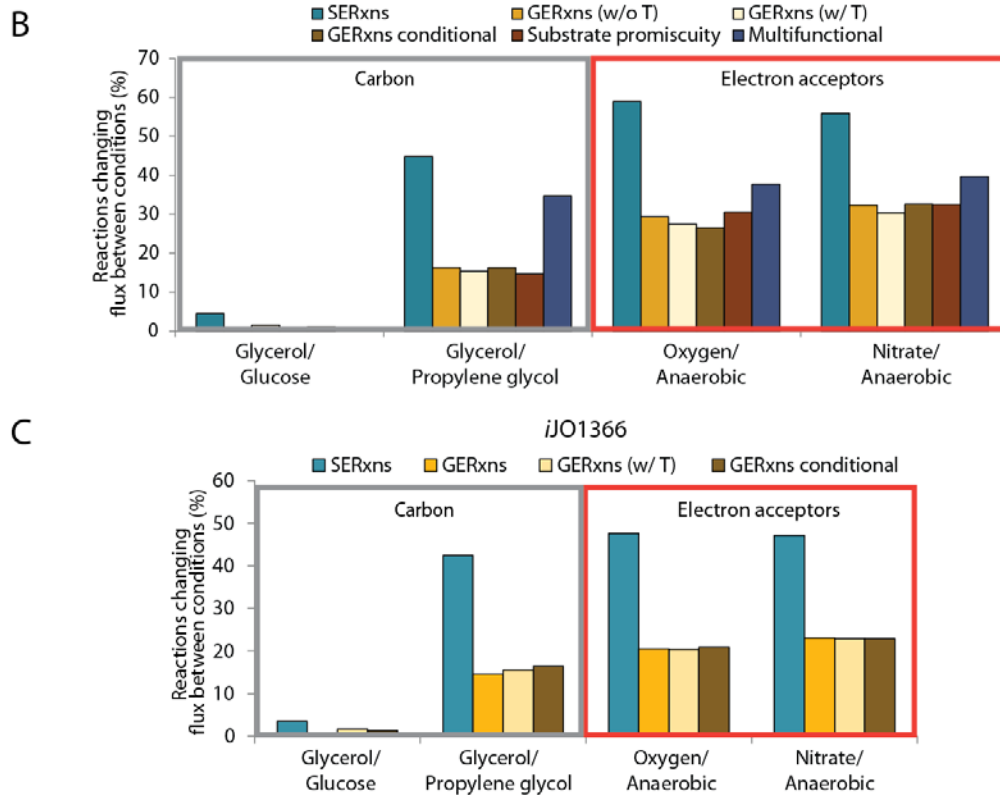 B
SERxns GERxns (w/o T) GERxns (w/ T)
GERxns conditional Substrate promiscuity Multifunctional
Reactions changing
flux between conditions (%)
70
60
50
40
30
20
10
0
Carbon
Electron acceptors
Glycerol/
Glucose
Glycerol/
Propylene glycol
Oxygen/
Anaerobic
Nitrate/
Anaerobic
C
iJO1366
SERxns GERxns GERxns (w/ T) GERxns conditional
Reactions changing
flux between conditions (%)
60
50
40
30
20
10
0
Carbon
Electron acceptors
Glycerol/
Glucose
Glycerol/
Propylene glycol
Oxygen/
Anaerobic
Nitrate/
Anaerobic